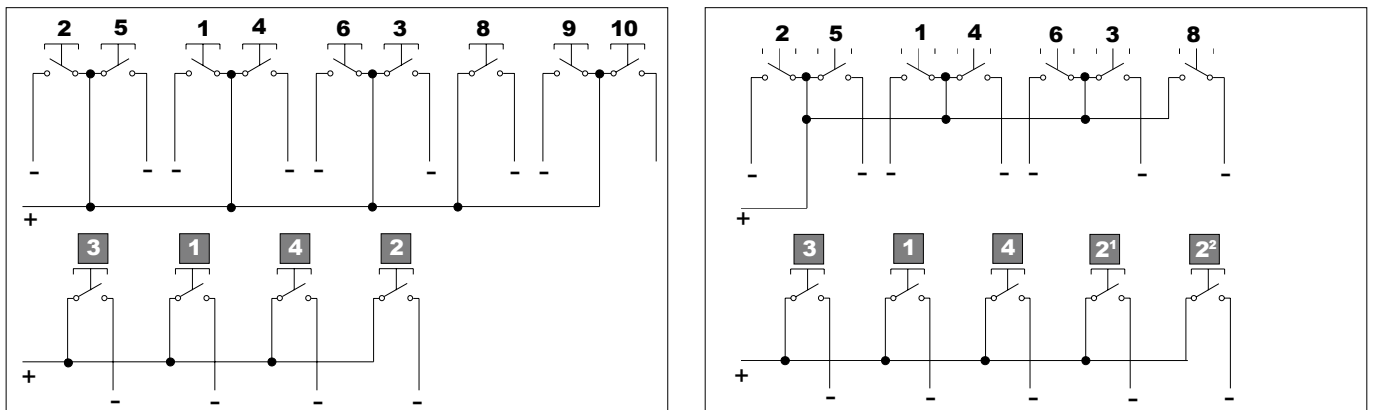 2 5 1 4 6 3 8 9 10
- - - - - - - -
+
3 1 4 2
+
- - - -
2 5 1 4 6 3 8
- - - - - - -
+
3 1 4 2¹ 2²
+
- - - - -